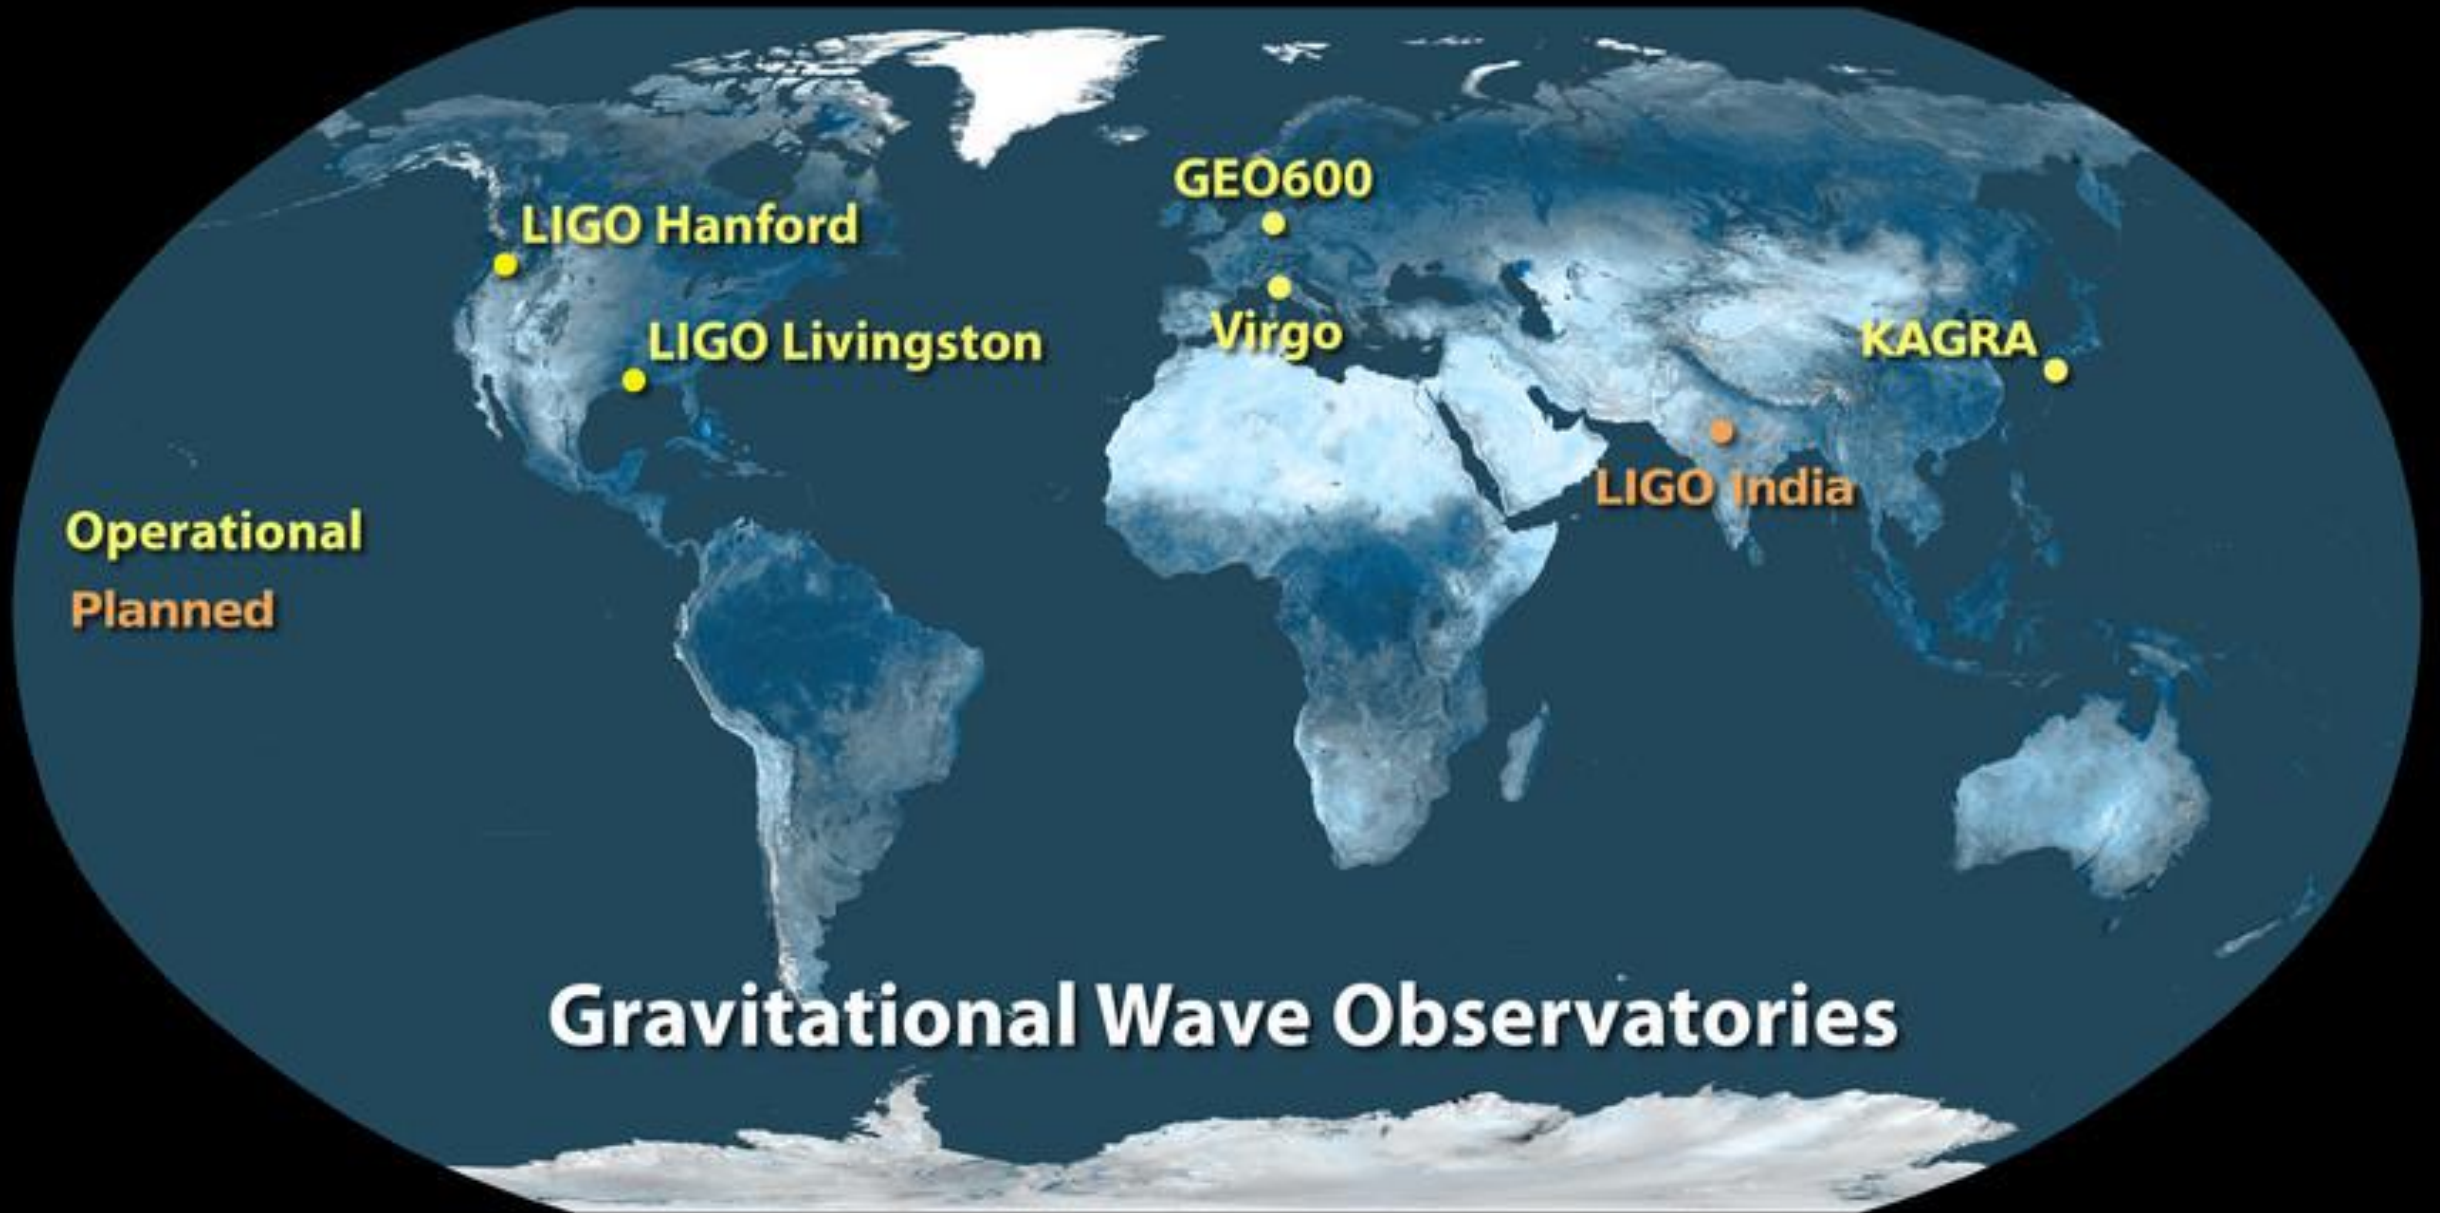 GEO600
LIGO Hanford
Virgo
LIGO Livingston
KAGRA
LIGO India
Operational
Planned
Gravitational Wave Observatories